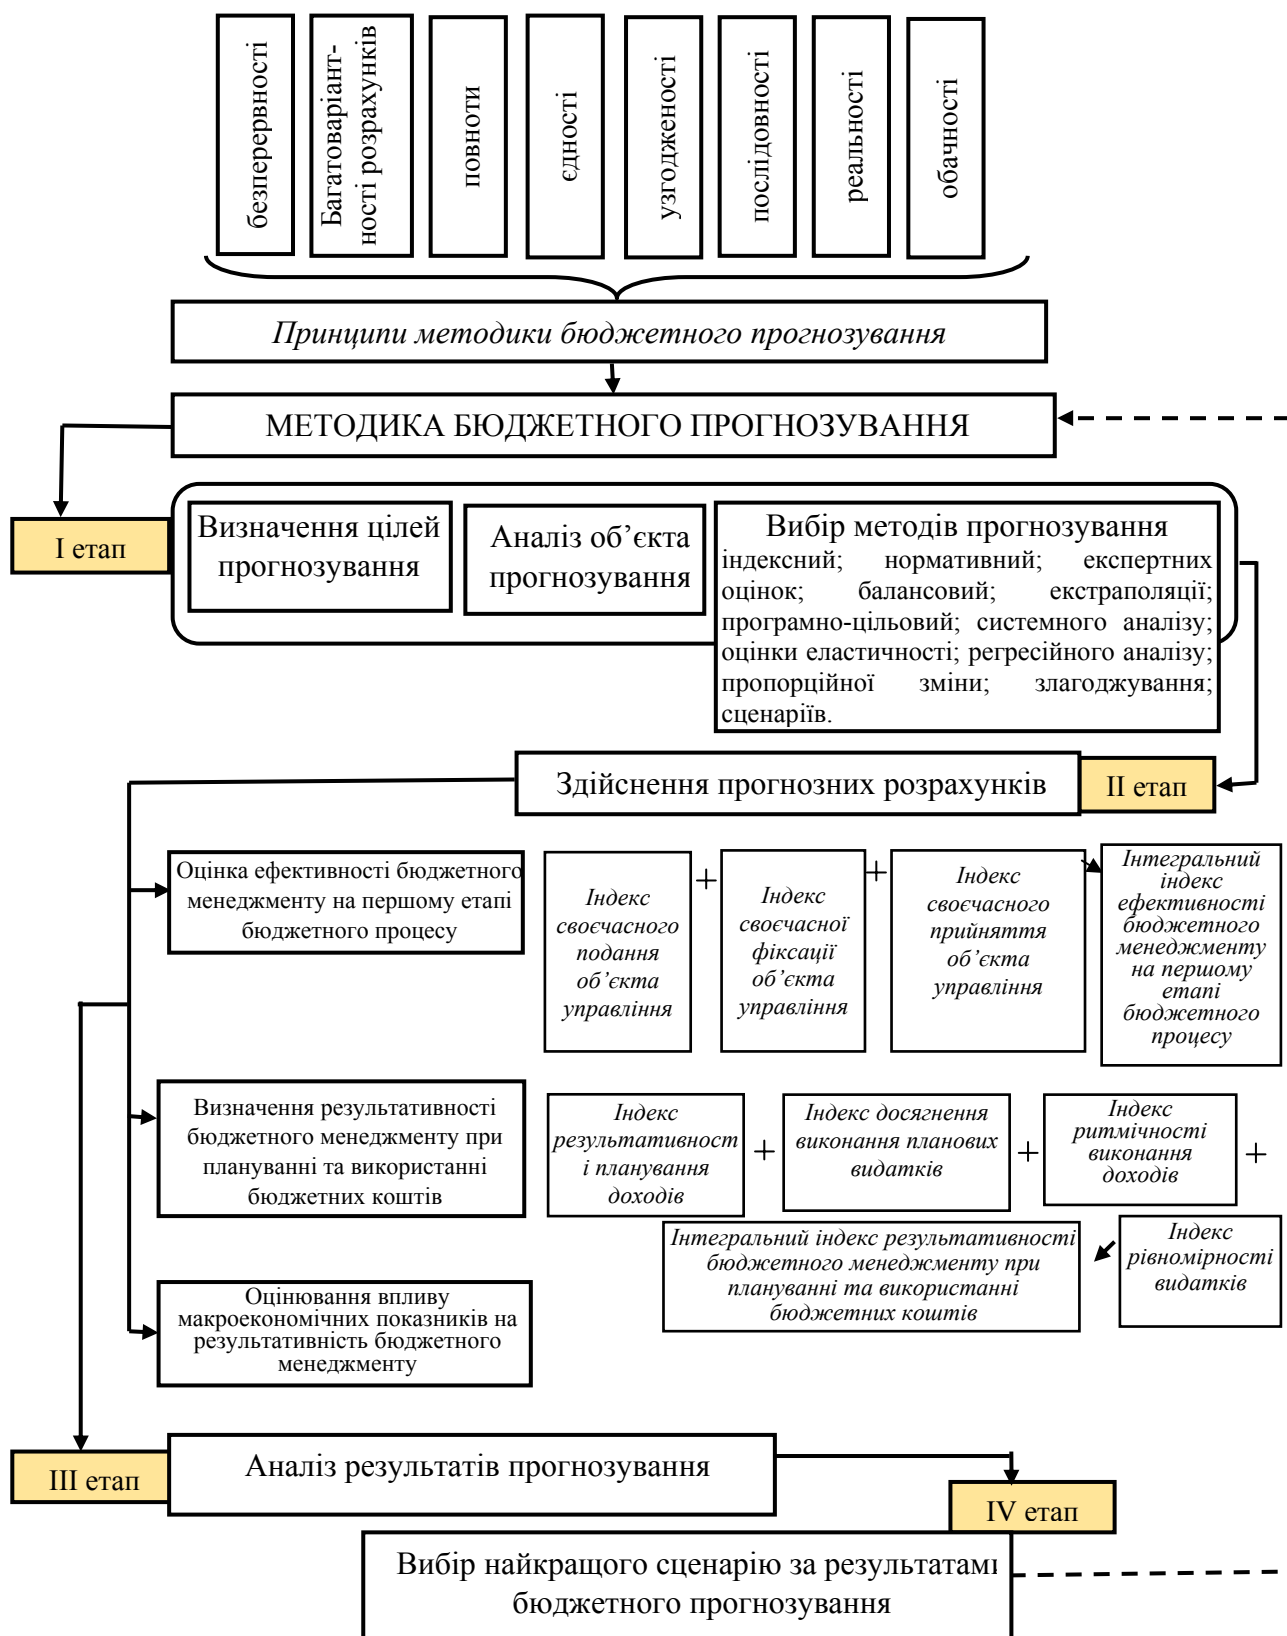 безперервності
Багатоваріант-
ності розрахунків
повноти
єдності
узгодженості
послідовності
реальності
обачності
Принципи методики бюджетного прогнозування
МЕТОДИКА БЮДЖЕТНОГО ПРОГНОЗУВАННЯ
І етап
Визначення цілей
прогнозування
Аналіз об’єкта
прогнозування
Вибір методів прогнозування
індексний; нормативний; експертних
оцінок; балансовий; екстраполяції;
програмно-цільовий; системного аналізу;
оцінки еластичності; регресійного аналізу;
пропорційної зміни; злагоджування;
сценаріїв.
Здійснення прогнозних розрахунків
ІІ етап
Оцінка ефективності бюджетного
менеджменту на першому етапі
бюджетного процесу
Індекс
своєчасного
подання
об’єкта
управління
+
Індекс
своєчасної
фіксації
об’єкта
управління
+
Індекс
своєчасного
прийняття
об’єкта
управління
Інтегральний
індекс
ефективності
бюджетного
менеджменту
на першому
етапі
бюджетного
процесу
Визначення результативності
бюджетного менеджменту при
плануванні та використанні
бюджетних коштів
Індекс
результативност
і планування
доходів
+
Індекс досягнення
виконання планових
видатків
+
Індекс
ритмічності
виконання
доходів
+
Інтегральний індекс результативності
бюджетного менеджменту при
плануванні та використанні
бюджетних коштів
Індекс
рівномірності
видатків
Оцінювання впливу
макроекономічних показників на
результативність бюджетного
менеджменту
ІІІ етап
Аналіз результатів прогнозування
IV етап
Вибір найкращого сценарію за результатами
бюджетного прогнозування